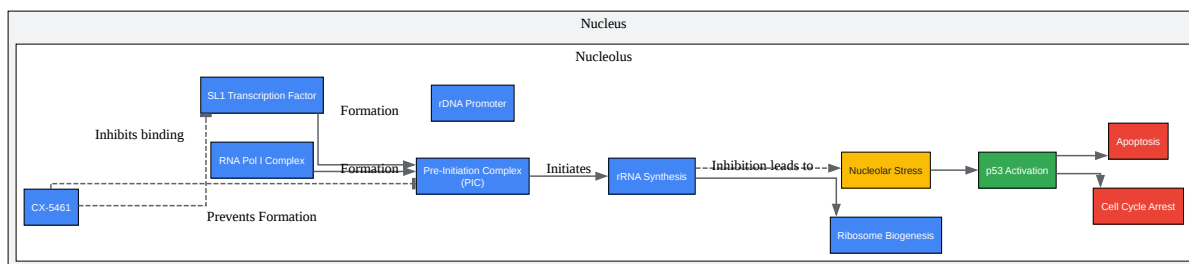 Nucleus
Nucleolus
SL1 Transcription Factor
Formation
rDNA Promoter
Inhibits binding
RNA Pol I Complex
Formation
Pre-Initiation Complex
(PIC)
Initiates
rRNA Synthesis
Inhibition leads to
Nucleolar Stress
p53 Activation
Apoptosis
CX-5461
Prevents Formation
Ribosome Biogenesis
Cell Cycle Arrest